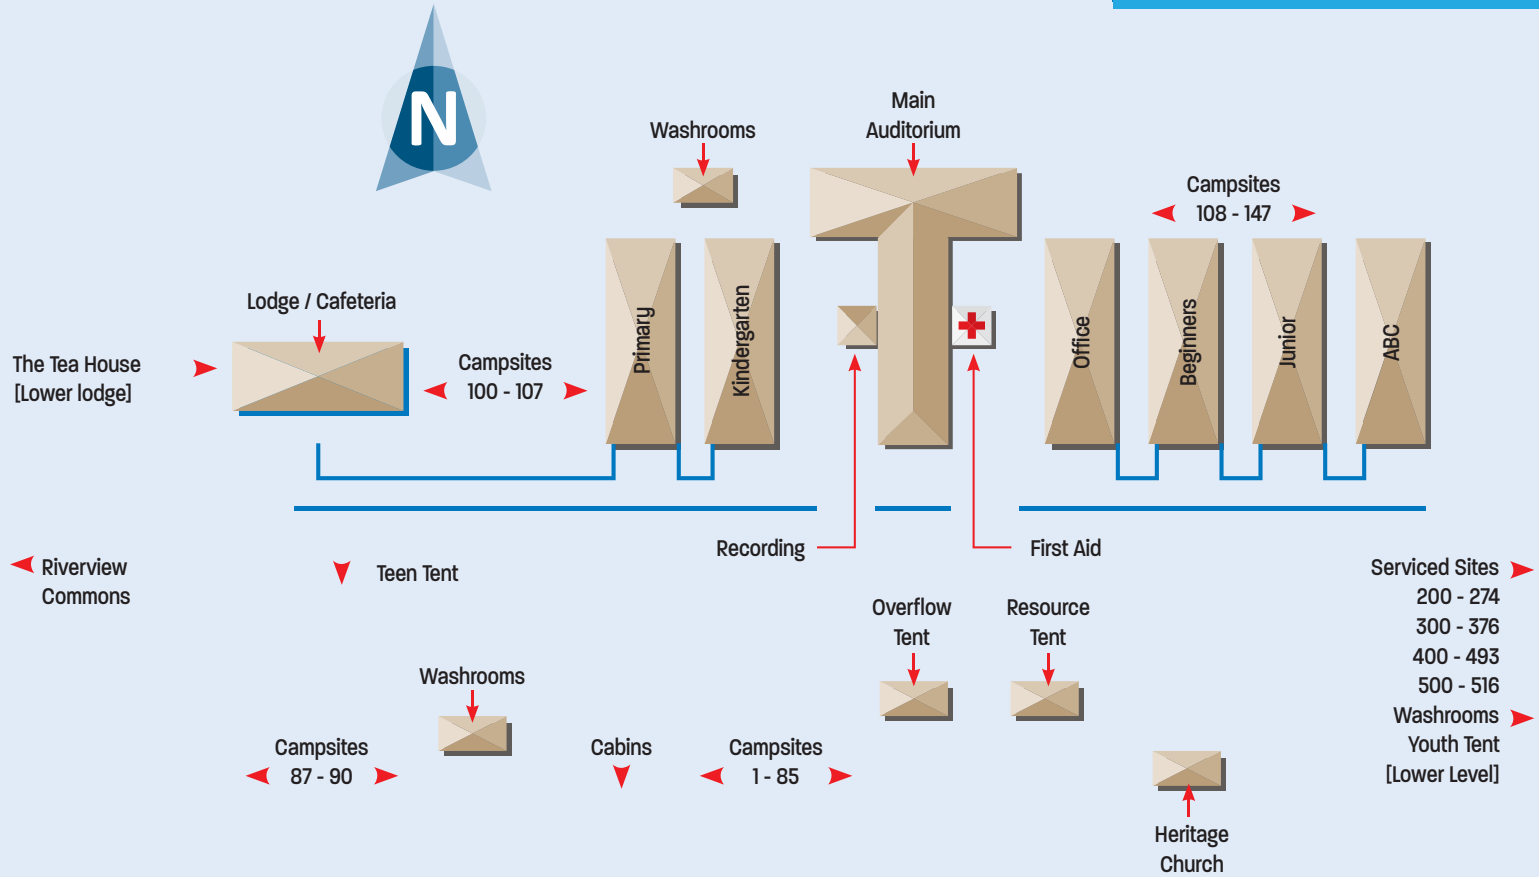 N
Washrooms
Main
Auditorium
Campsites
108 - 147
Lodge / Cafeteria
The Tea House
[Lower lodge]
Campsites
100 - 107
Primary
Kindergarten
Office
Beginners
Junior
ABC
Recording
First Aid
Riverview
Commons
Teen Tent
Overflow
Tent
Resource
Tent
Serviced Sites
200 - 274
300 - 376
400 - 493
500 - 516
Washrooms
Youth Tent
[Lower Level]
Washrooms
Campsites
87 - 90
Cabins
Campsites
1 - 85
Heritage
Church